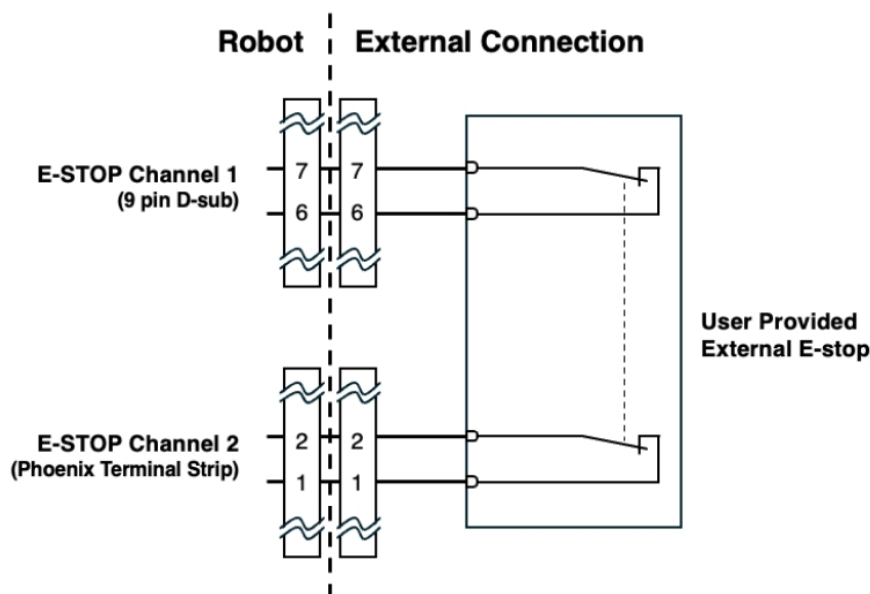 Robot
External Connection
E-STOP Channel 1
(9 pin D-sub)
7
7
6
6
User Provided
External E-stop
E-STOP Channel 2
(Phoenix Terminal Strip)
2
2
1
1